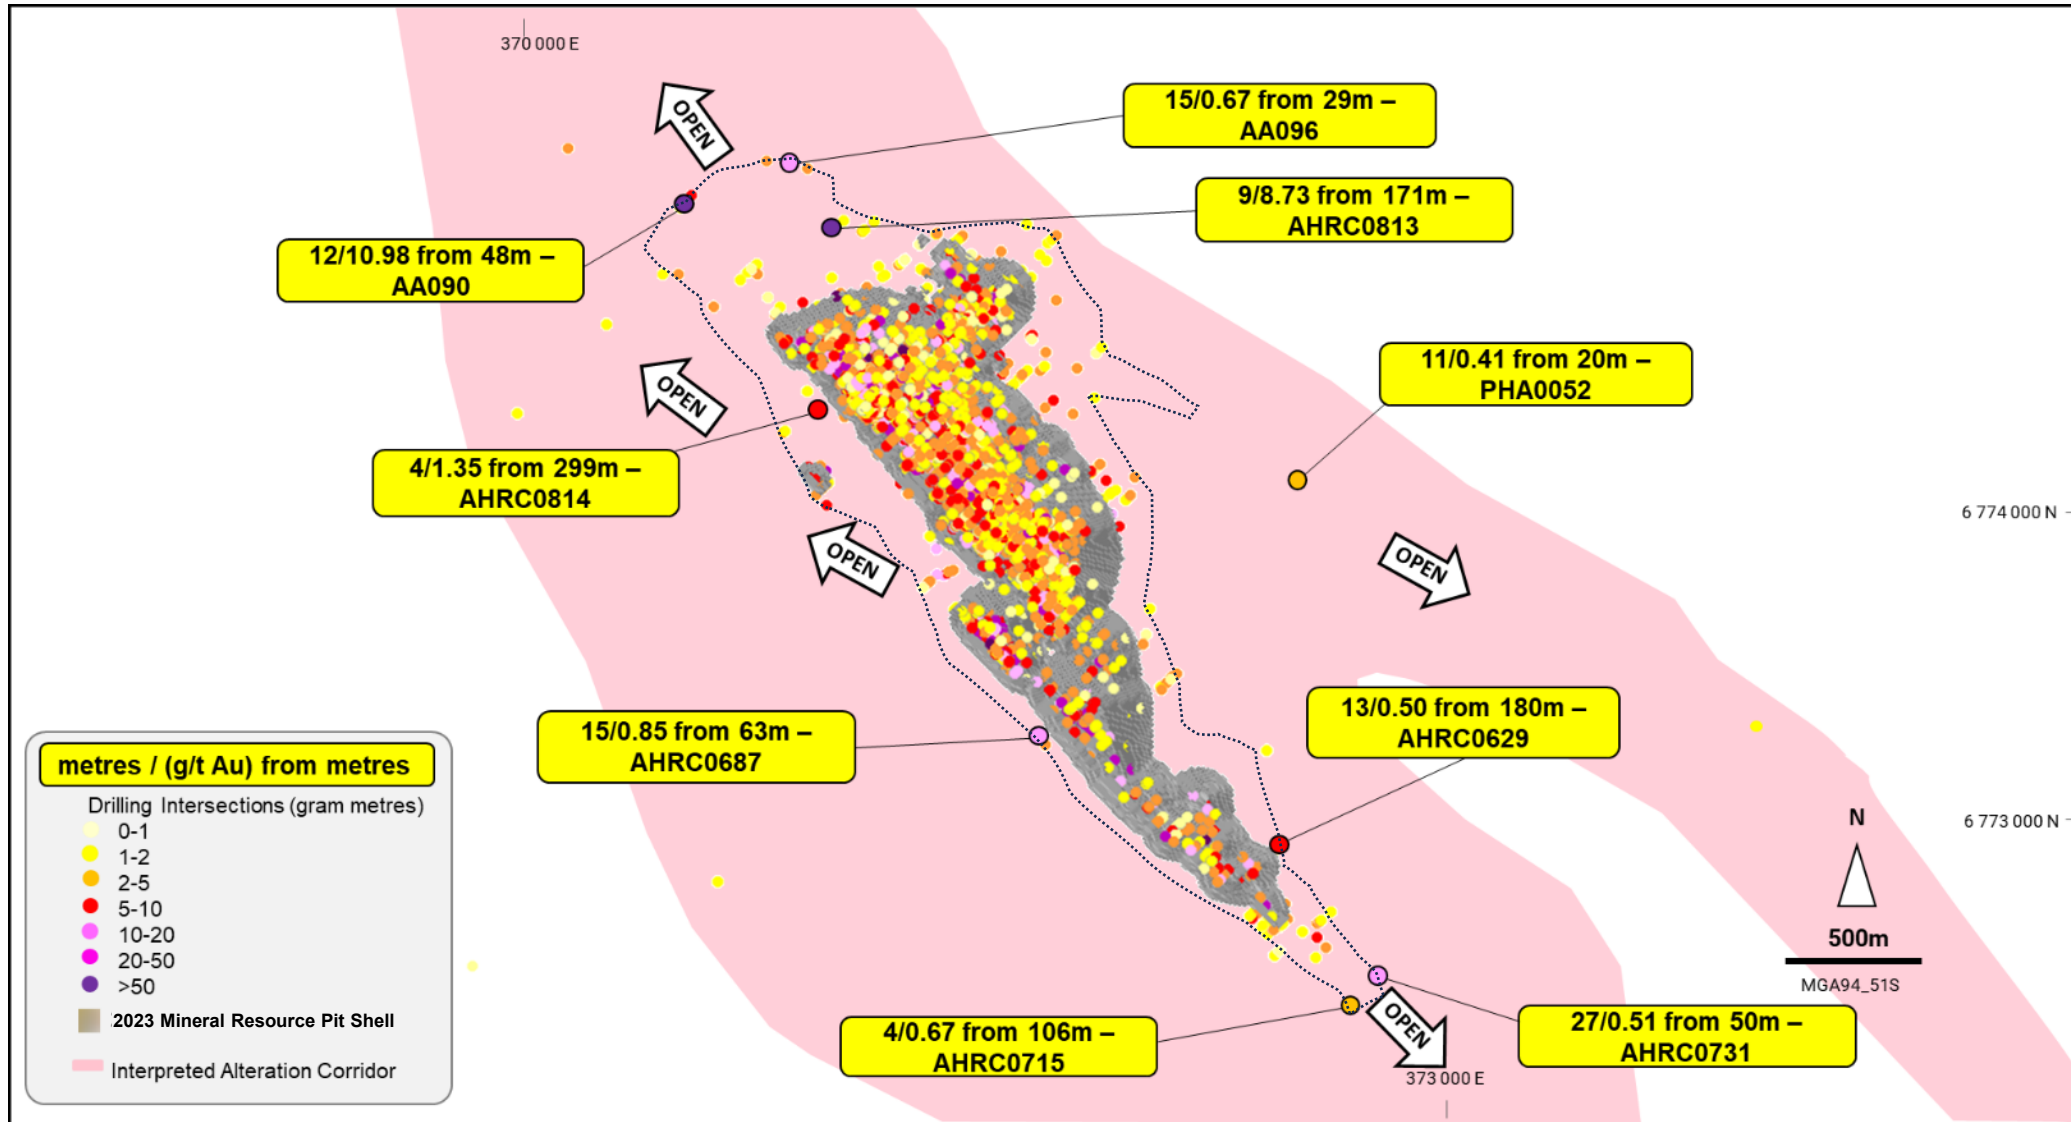 370 000 E
OPEN
15/0.67 from 29m –
AA096
9/8.73 from 171m –
AHRC0813
12/10.98 from 48m –
AA090
OPEN
11/0.41 from 20m –
PHA0052
4/1.35 from 299m –
AHRC0814
6 774 000 N
OPEN
OPEN
15/0.85 from 63m –
AHRC0687
13/0.50 from 180m –
AHRC0629
metres / (g/t Au) from metres
Drilling Intersections (gram metres)
0-1
1-2
2-5
5-10
10-20
20-50
>50
2023 Mineral Resource Pit Shell
Interpreted Alteration Corridor
6 773 000 N
N
500m
MGA94_51S
OPEN
4/0.67 from 106m –
AHRC0715
27/0.51 from 50m –
AHRC0731
373 000 E